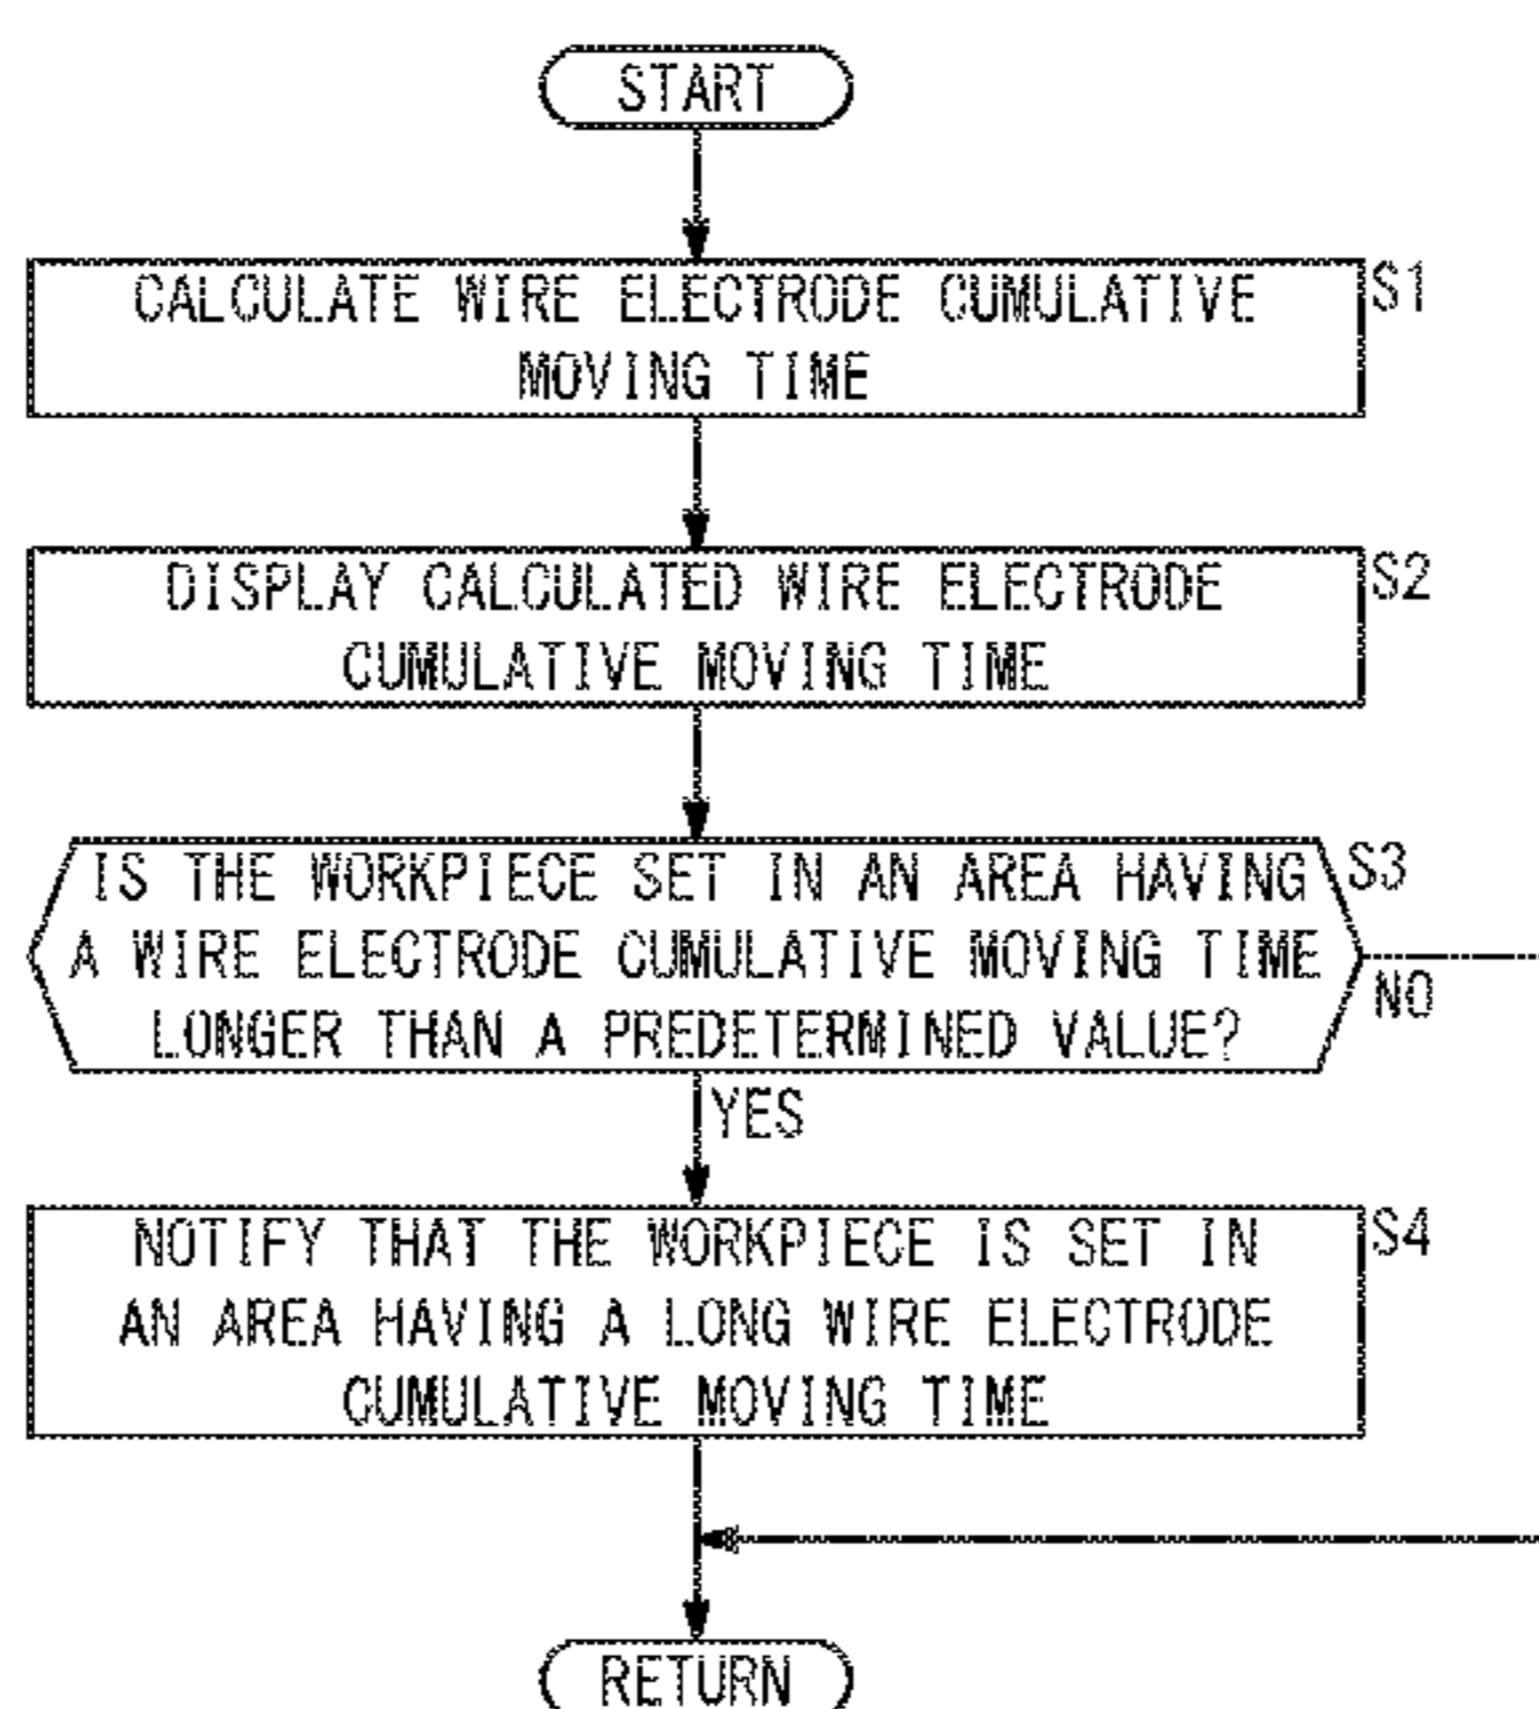 START
CALCULATE WIRE ELECTRODE CUMULATIVE
MOVING TIME
S1
DISPLAY CALCULATED WIRE ELECTRODE
CUMULATIVE MOVING TIME
S2
IS THE WORKPIECE SET IN AN AREA HAVING
A WIRE ELECTRODE CUMULATIVE MOVING TIME
LONGER THAN A PREDETERMINED VALUE?
S3
NO
YES
NOTIFY THAT THE WORKPIECE IS SET IN
AN AREA HAVING A LONG WIRE ELECTRODE
CUMULATIVE MOVING TIME
S4
RETURN